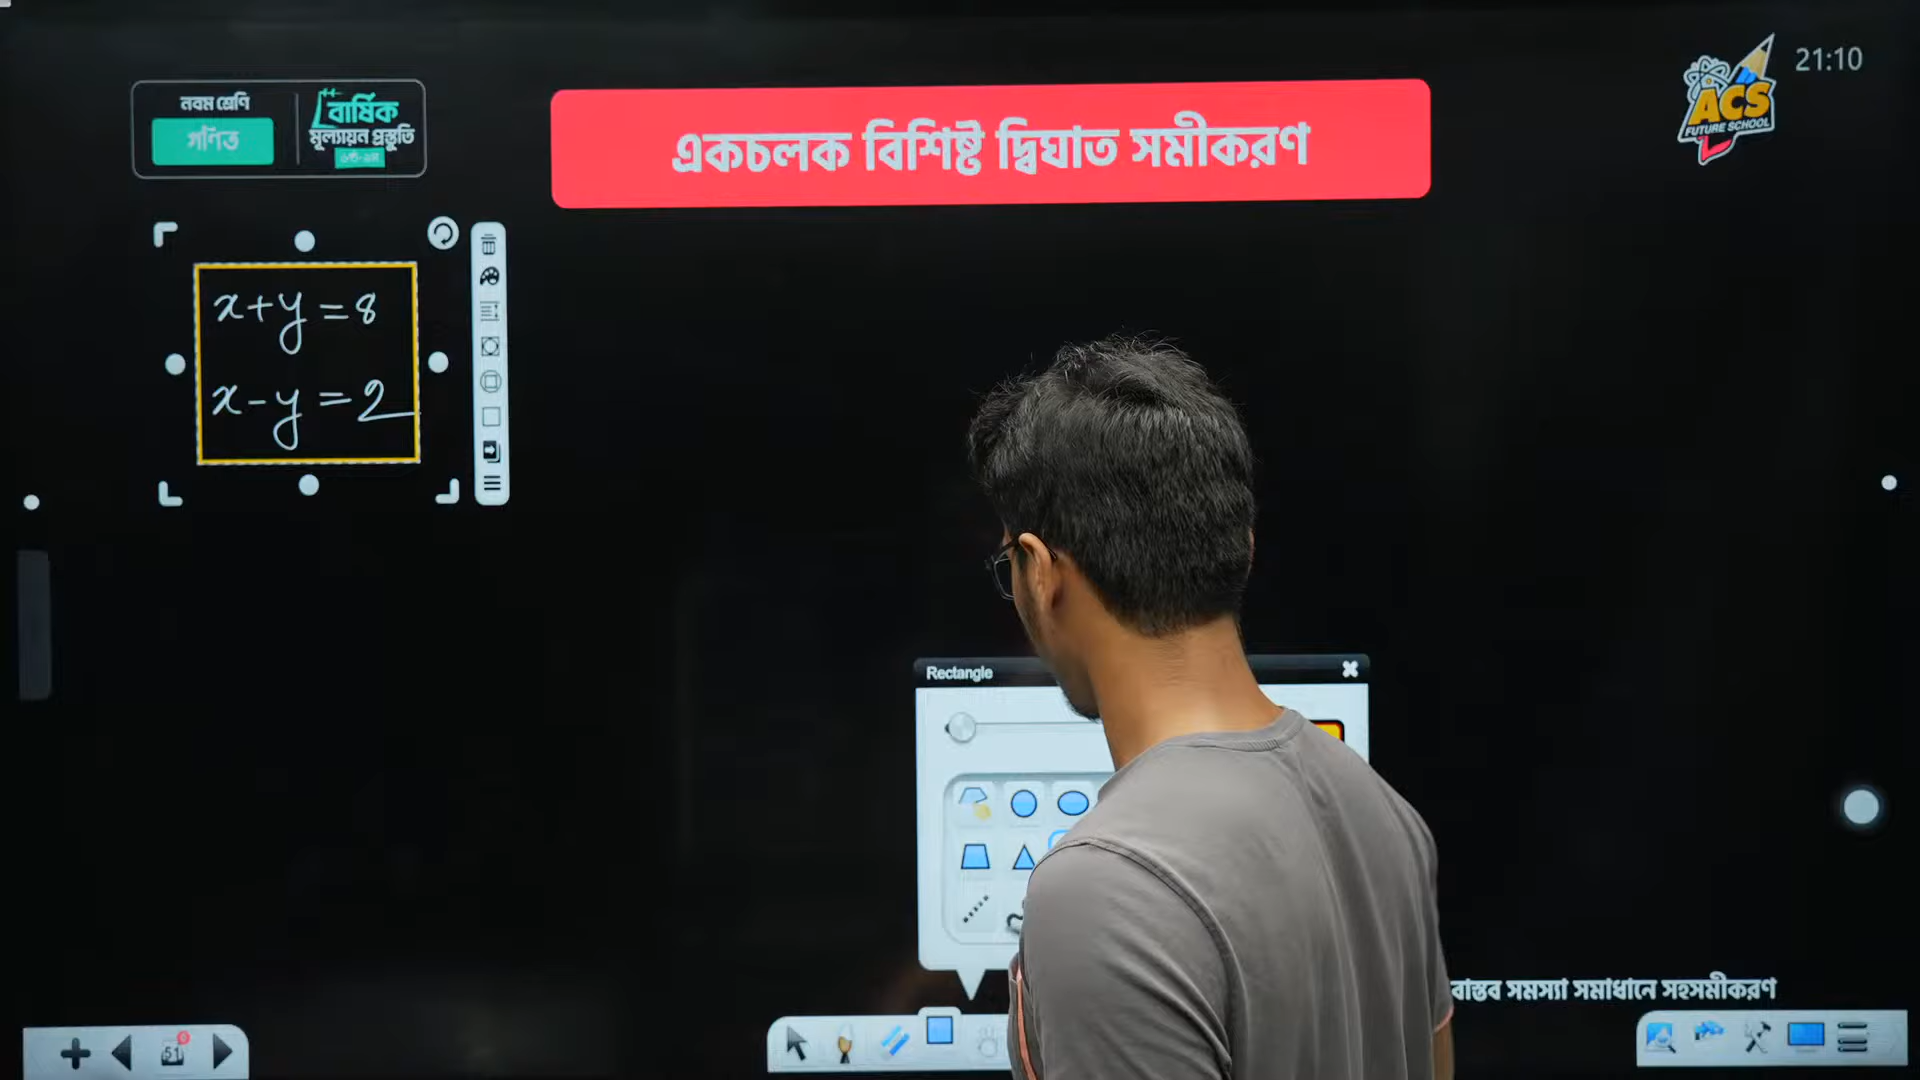 নবম শ্রেণি
গণিত
বার্ষিক
মূল্যায়ন প্রস্তুতি
একচলক বিশিষ্ট দ্বিঘাত সমীকরণ
ACS
FUTURE SCHOOL
21:10
x+y=8
x-y=2
Rectangle
বাস্তব সমস্যা সমাধানে সহসমীকরণ
51